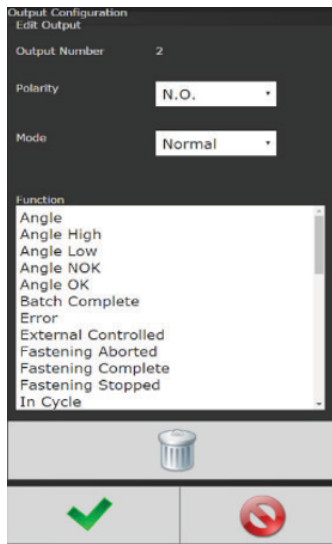 Output Configuration
Edit Output
Output Number 2
Polarity N.O.
Mode Normal
Function
Angle
Angle High
Angle Low
Angle NOK
Angle OK
Batch Complete
Error
External Controlled
Fastening Aborted
Fastening Complete
Fastening Stopped
In Cycle